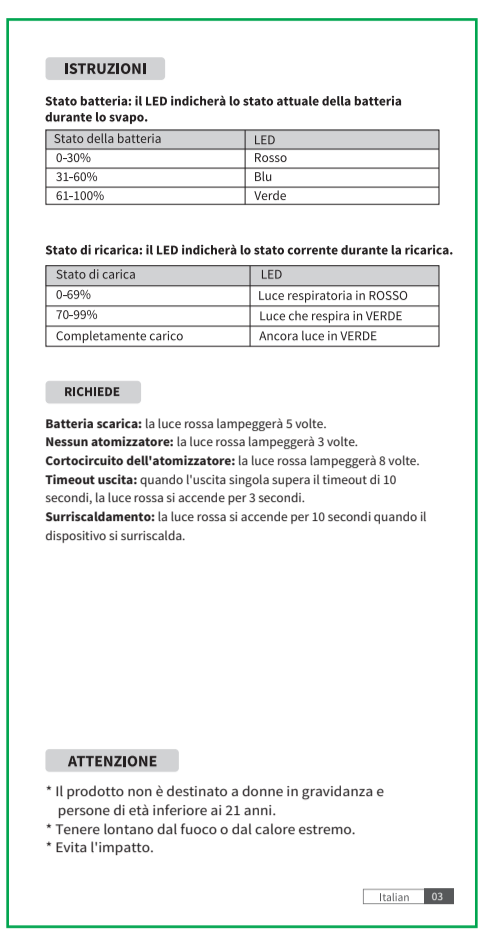 ISTRUZIONI
Stato batteria: il LED indicherà lo stato attuale della batteria
durante lo svapo.
Stato della batteria LED
0-30% Rosso
31-60% Blu
61-100% Verde
Stato di ricarica: il LED indicherà lo stato corrente durante la ricarica.
Stato di carica LED
0-69% Luce respiratoria in ROSSO
70-99% Luce che respira in VERDE
Completamente carico Ancora luce in VERDE
RICHIEDE
Batteria scarica: la luce rossa lampeggerà 5 volte.
Nessun atomizzatore: la luce rossa lampeggerà 3 volte.
Cortocircuito dell'atomizzatore: la luce rossa lampeggerà 8 volte.
Timeout uscita: quando l'uscita singola supera il timeout di 10
secondi, la luce rossa si accende per 3 secondi.
Surriscaldamento: la luce rossa si accende per 10 secondi quando il
dispositivo si surriscalda.
ATTENZIONE
* Il prodotto non è destinato a donne in gravidanza e
persone di età inferiore ai 21 anni.
* Tenere lontano dal fuoco o dal calore estremo.
* Evita l'impatto.
Italian 03